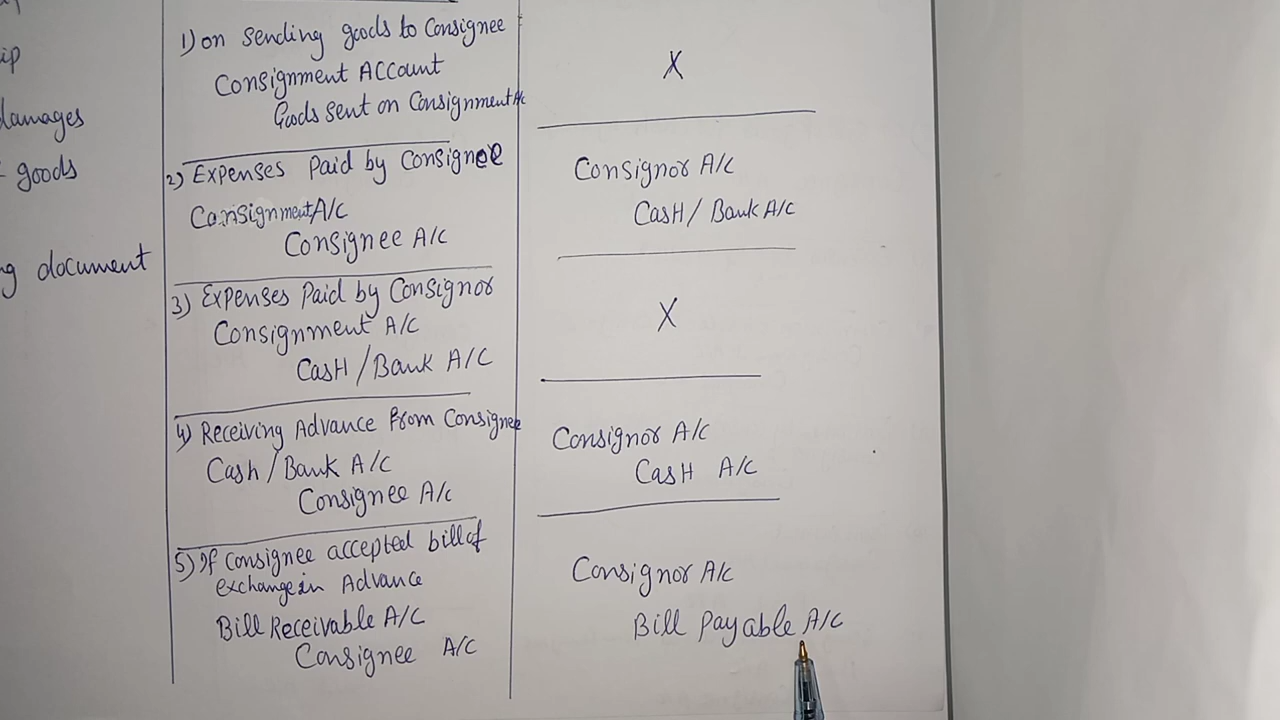 ip
damages
goods
ng document
1) on sending goods to Consignee
Consignment ACCount
Goods sent on Consignment A/c
X
2) Expenses Paid by Consignee
Consignment A/C
Consignee A/C
Consignor A/C
CasH / Bank A/C
3) Expenses Paid by Consignor
Consignment A/C
CasH / Bank A/C
X
4) Receiving Advance from Consignee
Cash / Bank A/C
Consignee A/c
Consignor A/C
CasH A/C
5) If Consignee accepted bill of
exchange in Advance
Bill Receivable A/C
Consignee A/C
Consignor A/C
Bill Payable A/C